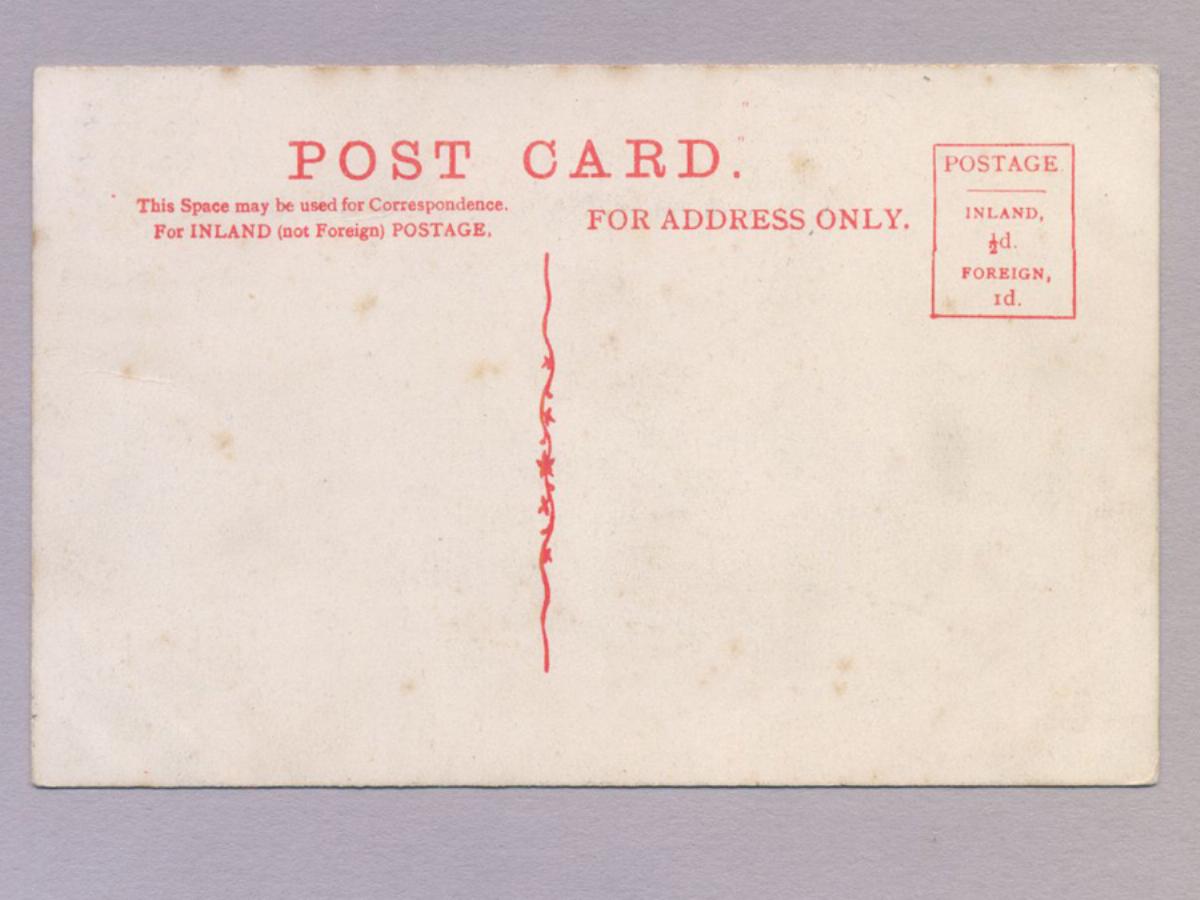 POST CARD.
This Space may be used for Correspondence.
For INLAND (not Foreign) POSTAGE,
FOR ADDRESS ONLY.
POSTAGE
INLAND,
½d.
FOREIGN,
1d.